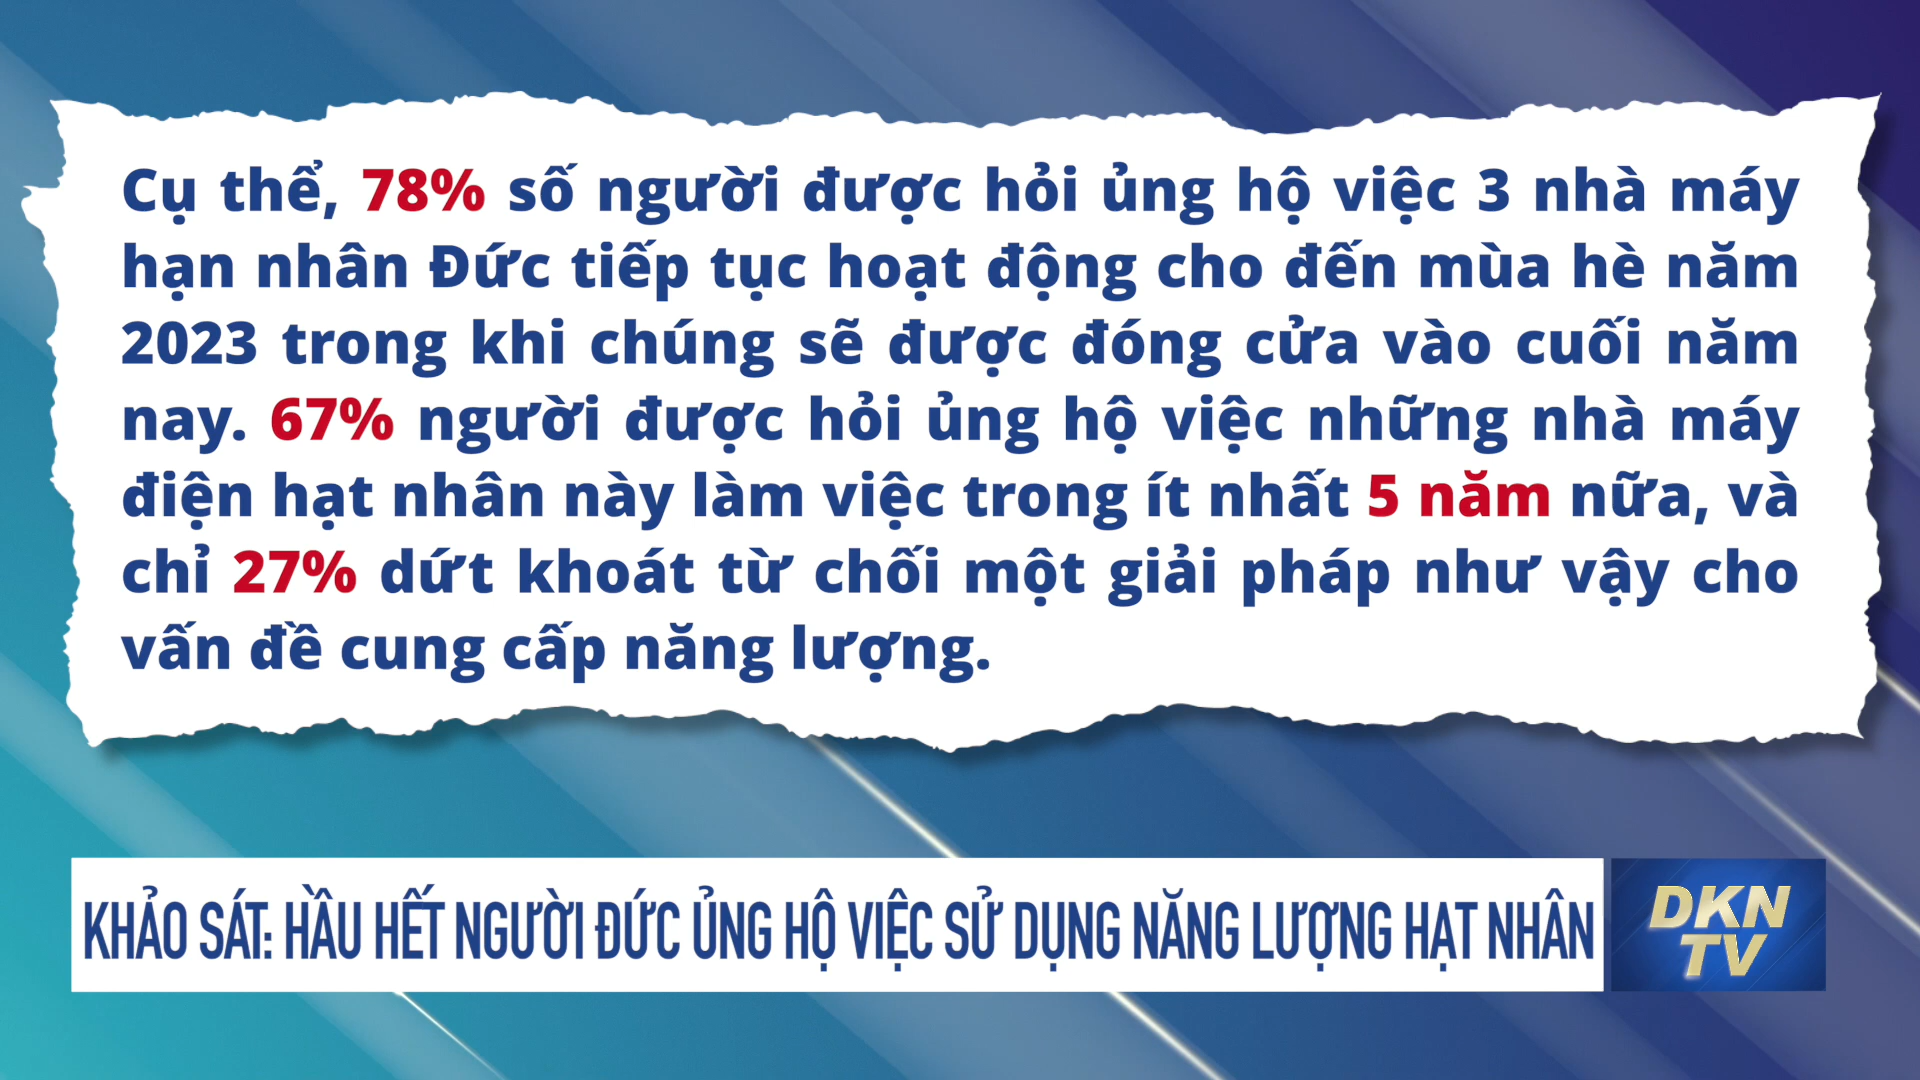 Cụ thể, 78% số người được hỏi ủng hộ việc 3 nhà máy
hạn nhân Đức tiếp tục hoạt động cho đến mùa hè năm
2023 trong khi chúng sẽ được đóng cửa vào cuối năm
nay. 67% người được hỏi ủng hộ việc những nhà máy
điện hạt nhân này làm việc trong ít nhất 5 năm nữa, và
chỉ 27% dứt khoát từ chối một giải pháp như vậy cho
vấn đề cung cấp năng lượng.
KHẢO SÁT: HẦU HẾT NGƯỜI ĐỨC ỦNG HỘ VIỆC SỬ DỤNG NĂNG LƯỢNG HẠT NHÂN
DKN
TV